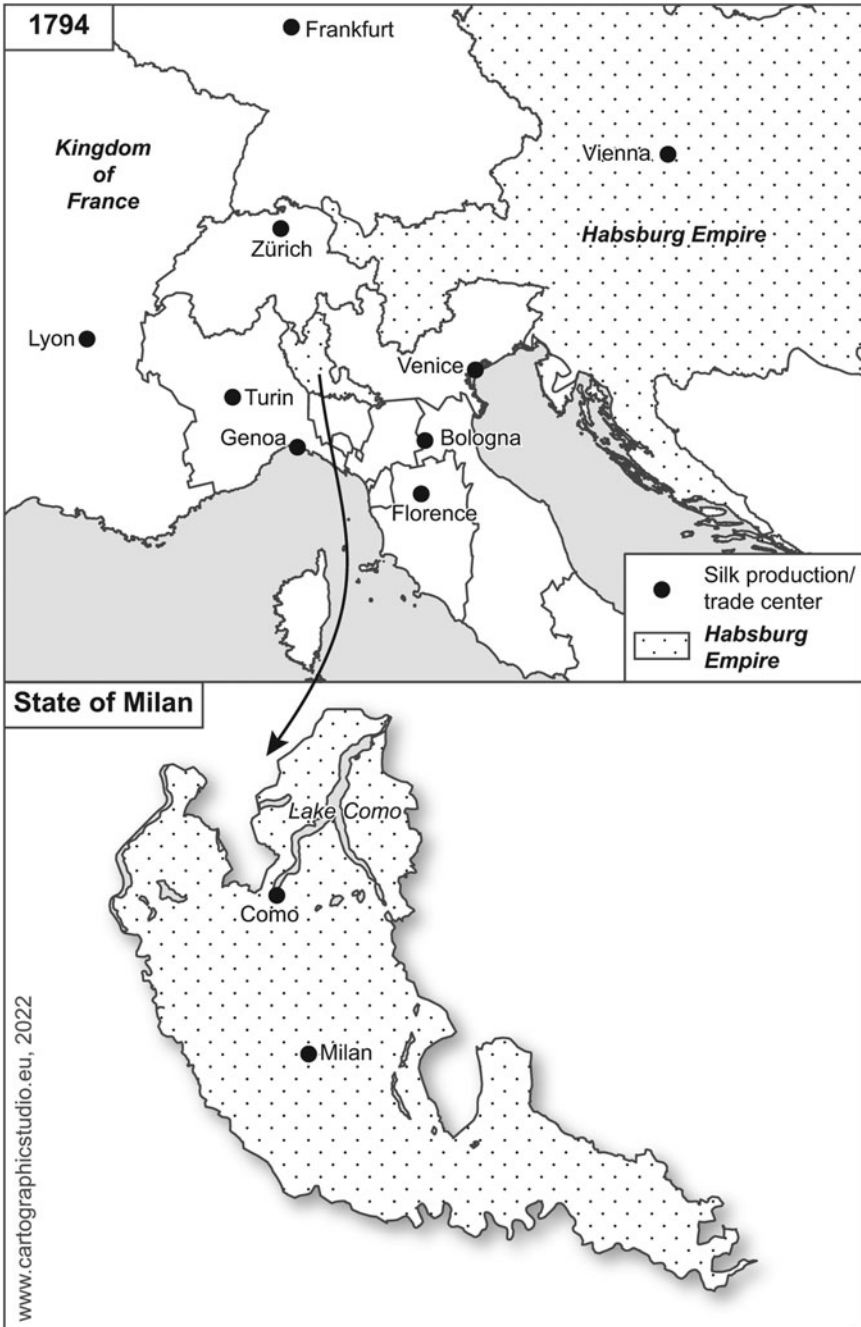 1794
Frankfurt
Kingdom
of
France
Vienna
Habsburg Empire
Zürich
Lyon
Venice
Turin
Genoa
Bologna
Florence
Silk production/
trade center
Habsburg
Empire
State of Milan
Lake Como
Como
Milan
www.cartographicstudio.eu, 2022